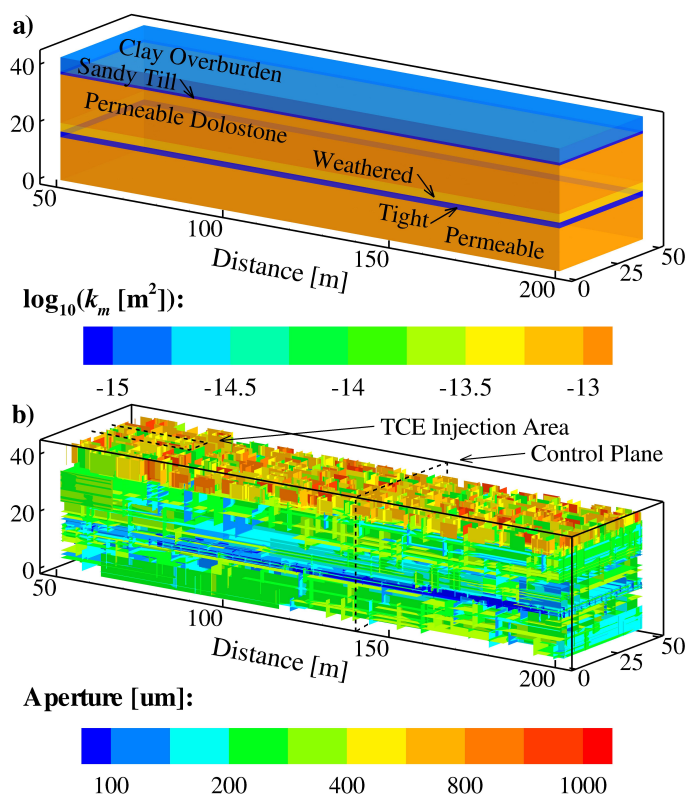 a)
40
20
0
Clay Overburden
Sandy Till
Permeable Dolostone
Weathered
Tight
Permeable
50
100
150
200
0
25
50
Distance [m]
log10(km [m2]):
-15 -14.5 -14 -13.5 -13
b)
TCE Injection Area
Control Plane
40
20
0
50
100
150
200
0
25
50
Distance [m]
Aperture [um]:
100 200 400 800 1000